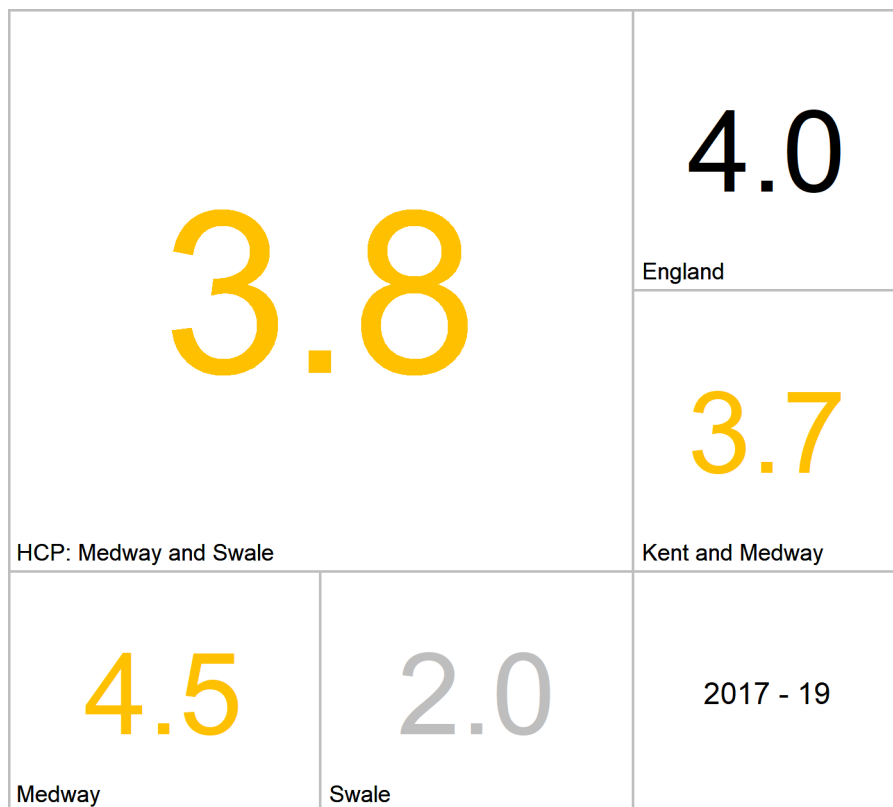 3.8
HCP: Medway and Swale
4.0
England
3.7
Kent and Medway
4.5
Medway
2.0
Swale
2017 - 19